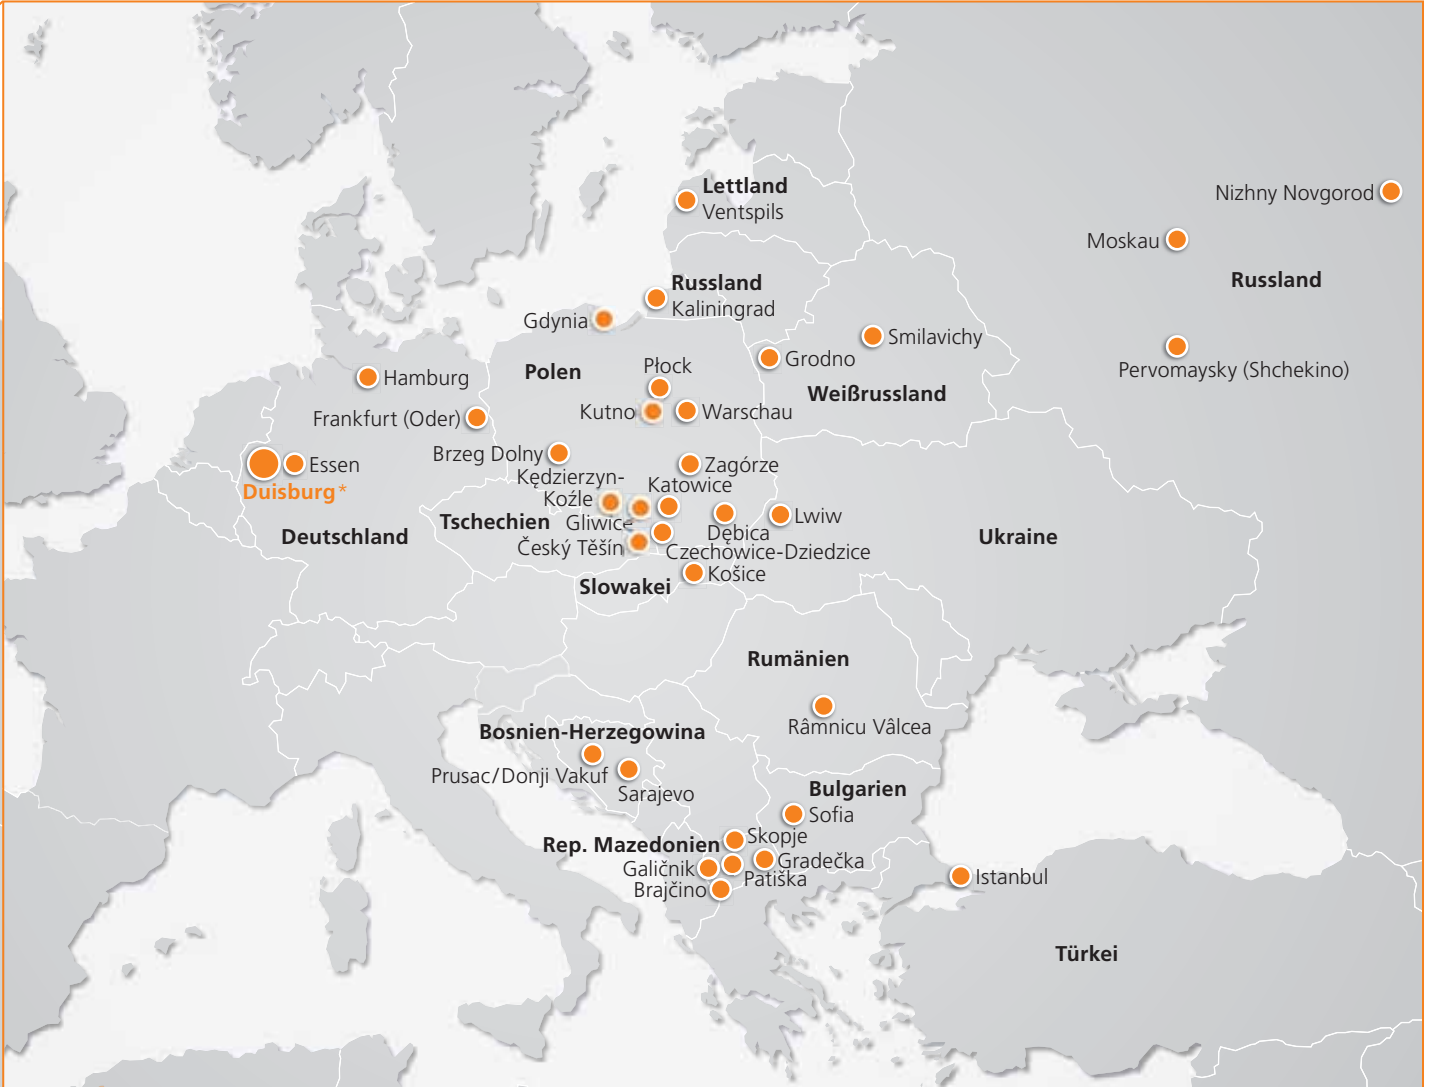 Lettland
Ventspils
Nizhny Novgorod
Moskau
Russland
Russland
Kaliningrad
Gdynia
Smilavichy
Grodno
Pervomaysky (Shchekino)
Polen
Płock
Hamburg
Weißrussland
Kutno
Warschau
Frankfurt (Oder)
Brzeg Dolny
Essen
Zagórze
Kędzierzyn-
Koźle
Katowice
Duisburg*
Tschechien
Gliwice
Dębica
Lwiw
Deutschland
Ukraine
Český Těšín
Czechowice-Dziedzice
Košice
Slowakei
Rumänien
Râmnicu Vâlcea
Bosnien-Herzegowina
Prusac/Donji Vakuf
Sarajevo
Bulgarien
Sofia
Skopje
Rep. Mazedonien
Gradečka
Galičnik
Patiška
Brajčino
Istanbul
Türkei